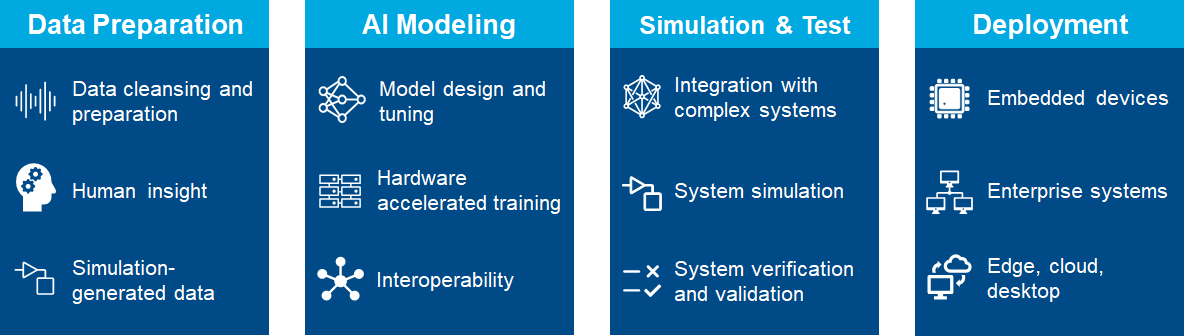 Data Preparation
Data cleansing and
preparation
Human insight
Simulation-
generated data
AI Modeling
Model design and
tuning
Hardware
accelerated training
Interoperability
Simulation & Test
Integration with
complex systems
System simulation
System verification
and validation
Deployment
Embedded devices
Enterprise systems
Edge, cloud,
desktop